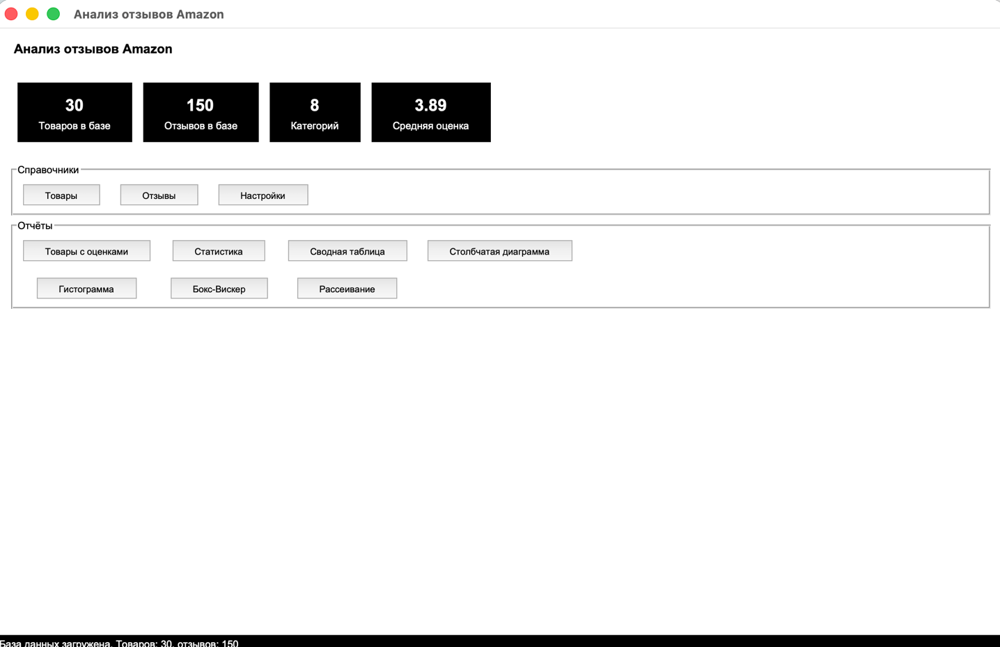 Анализ отзывов Amazon
Анализ отзывов Amazon
30 150 8 3.89
Товаров в базе Отзывов в базе Категорий Средняя оценка
Справочники
Товары Отзывы Настройки
Отчёты
Товары с оценками Статистика Сводная таблица Столбчатая диаграмма
Гистограмма Бокс-Вискер Рассеивание
База данных загружена. Товаров: 30, отзывов: 150